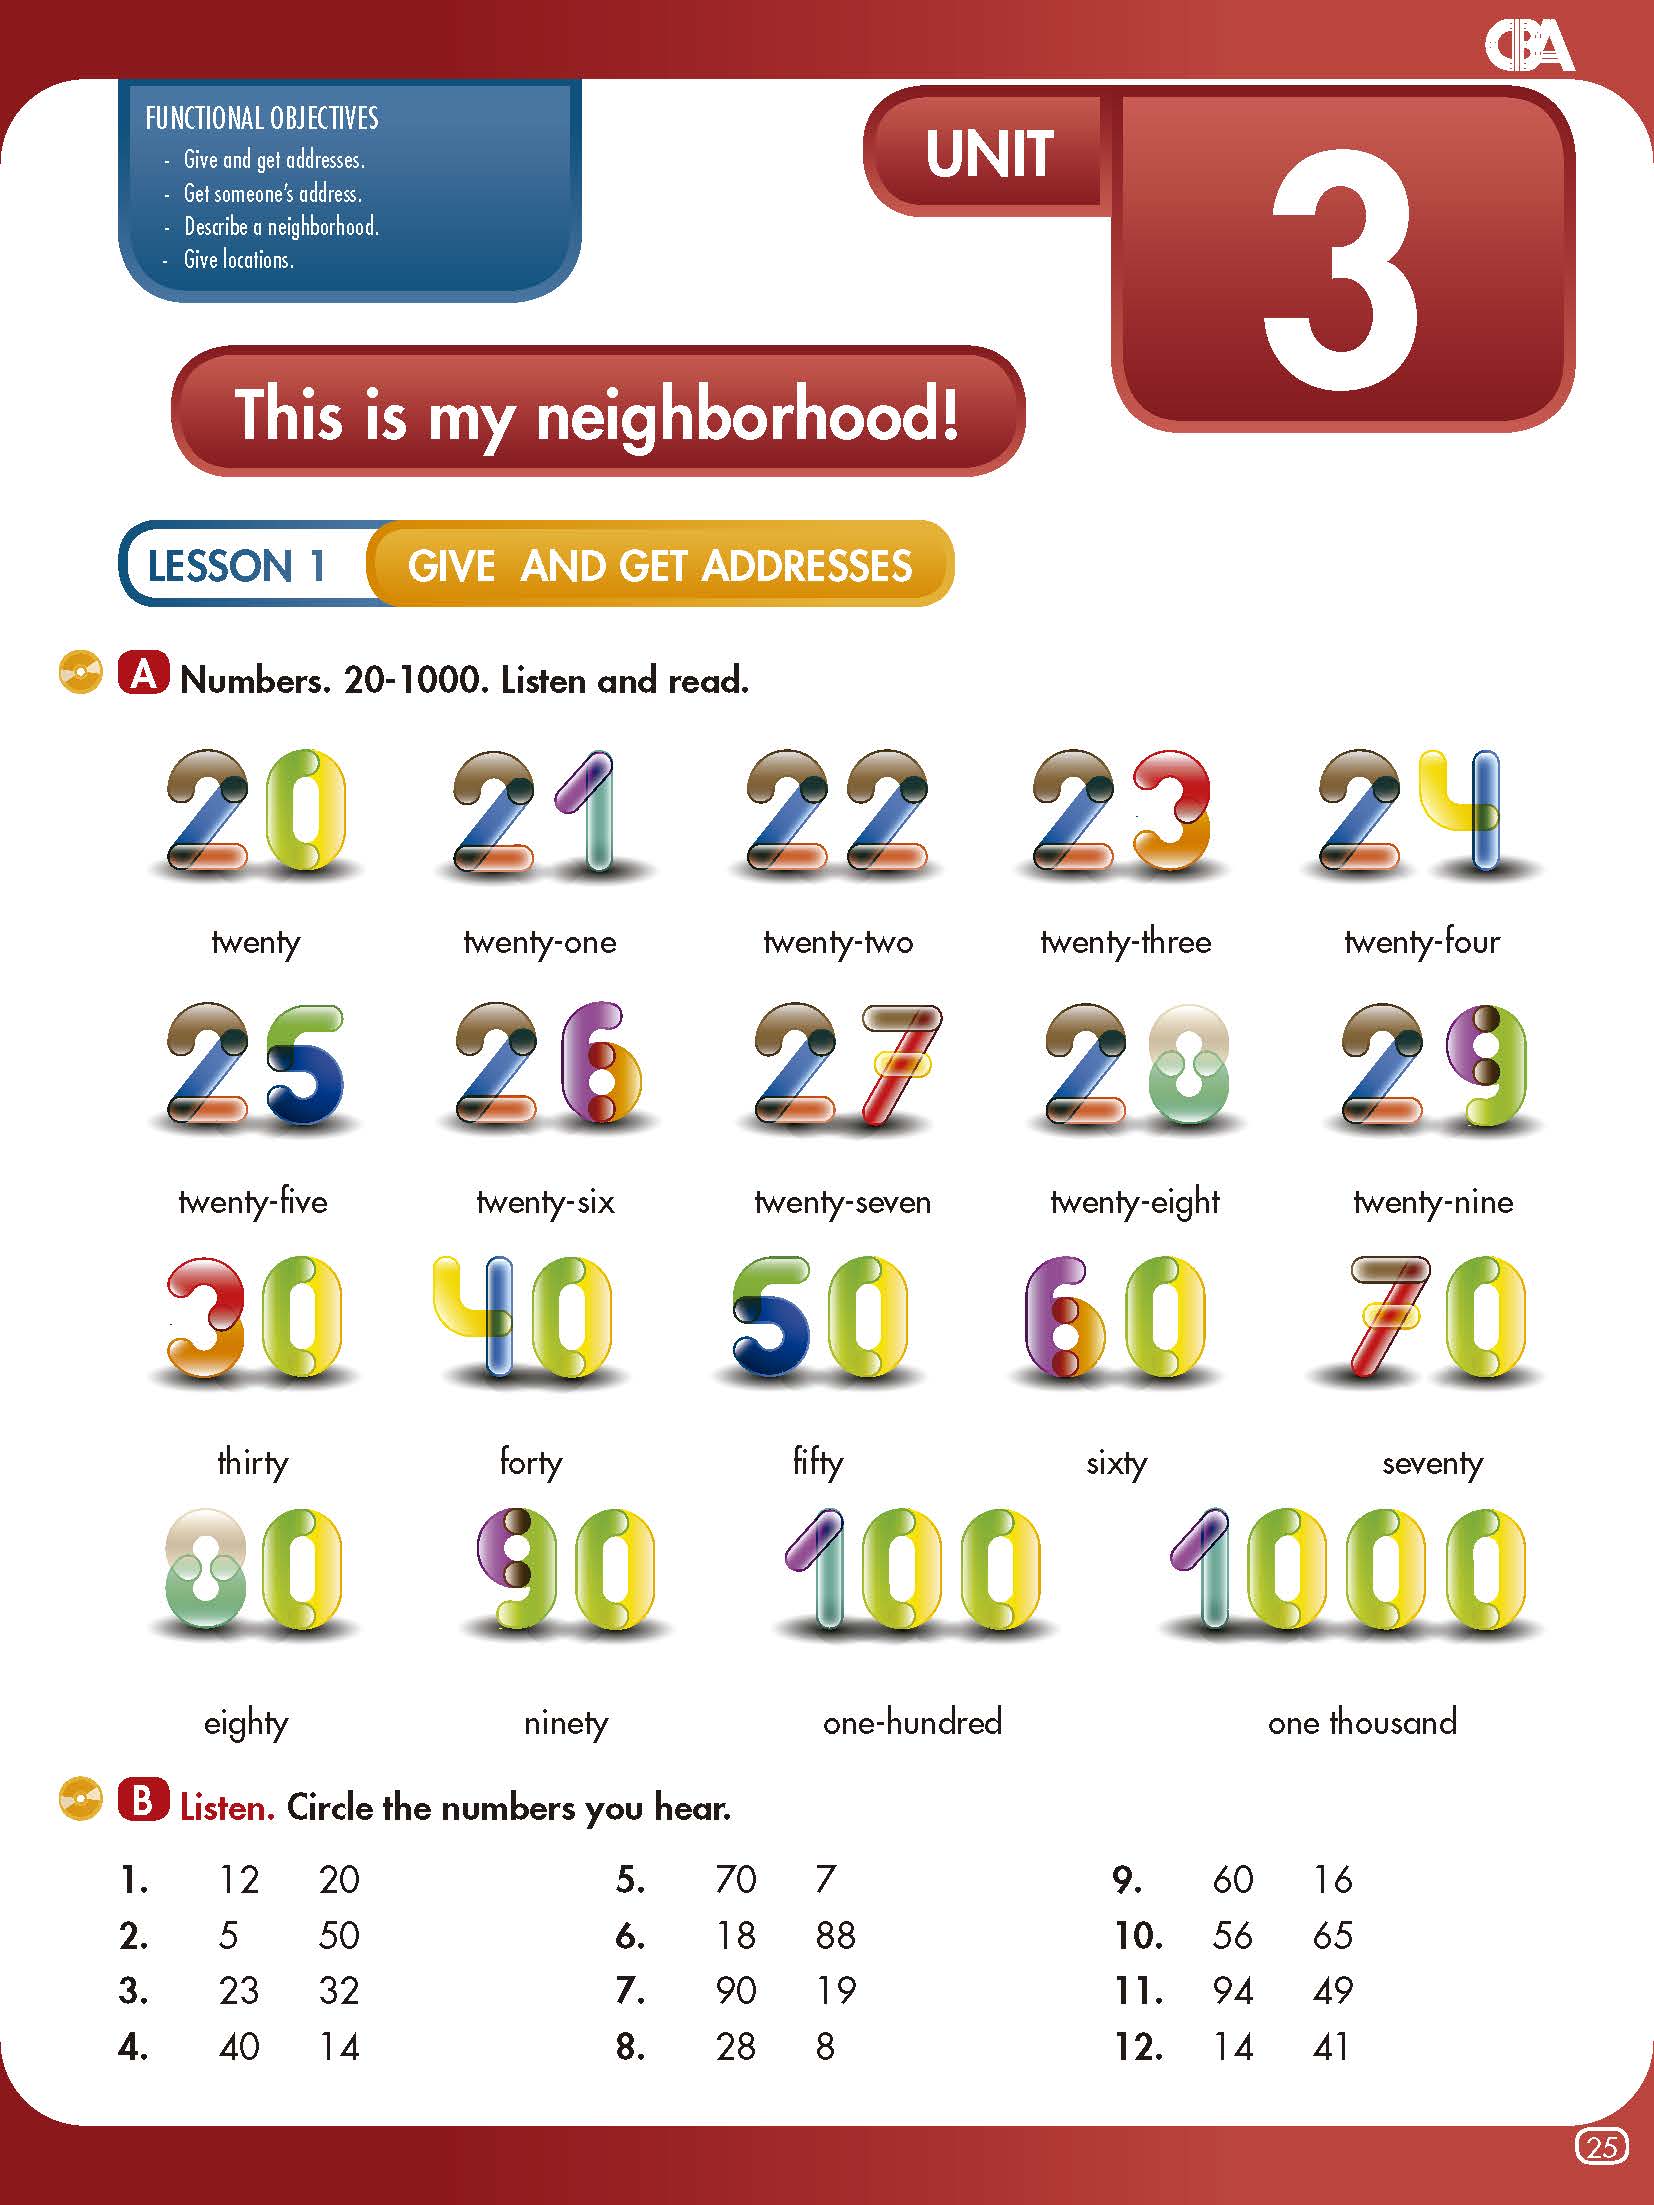 CBA
FUNCTIONAL OBJECTIVES
- Give and get addresses.
- Get someone's address.
- Describe a neighborhood.
- Give locations.
UNIT 3
This is my neighborhood!
LESSON 1 GIVE AND GET ADDRESSES
A Numbers. 20-1000. Listen and read.
20 21 22 23 24
twenty twenty-one twenty-two twenty-three twenty-four
25 26 27 28 29
twenty-five twenty-six twenty-seven twenty-eight twenty-nine
30 40 50 60 70
thirty forty fifty sixty seventy
80 90 100 1000
eighty ninety one-hundred one thousand
B Listen. Circle the numbers you hear.
1. 12 20
2. 5 50
3. 23 32
4. 40 14
5. 70 7
6. 18 88
7. 90 19
8. 28 8
9. 60 16
10. 56 65
11. 94 49
12. 14 41
25